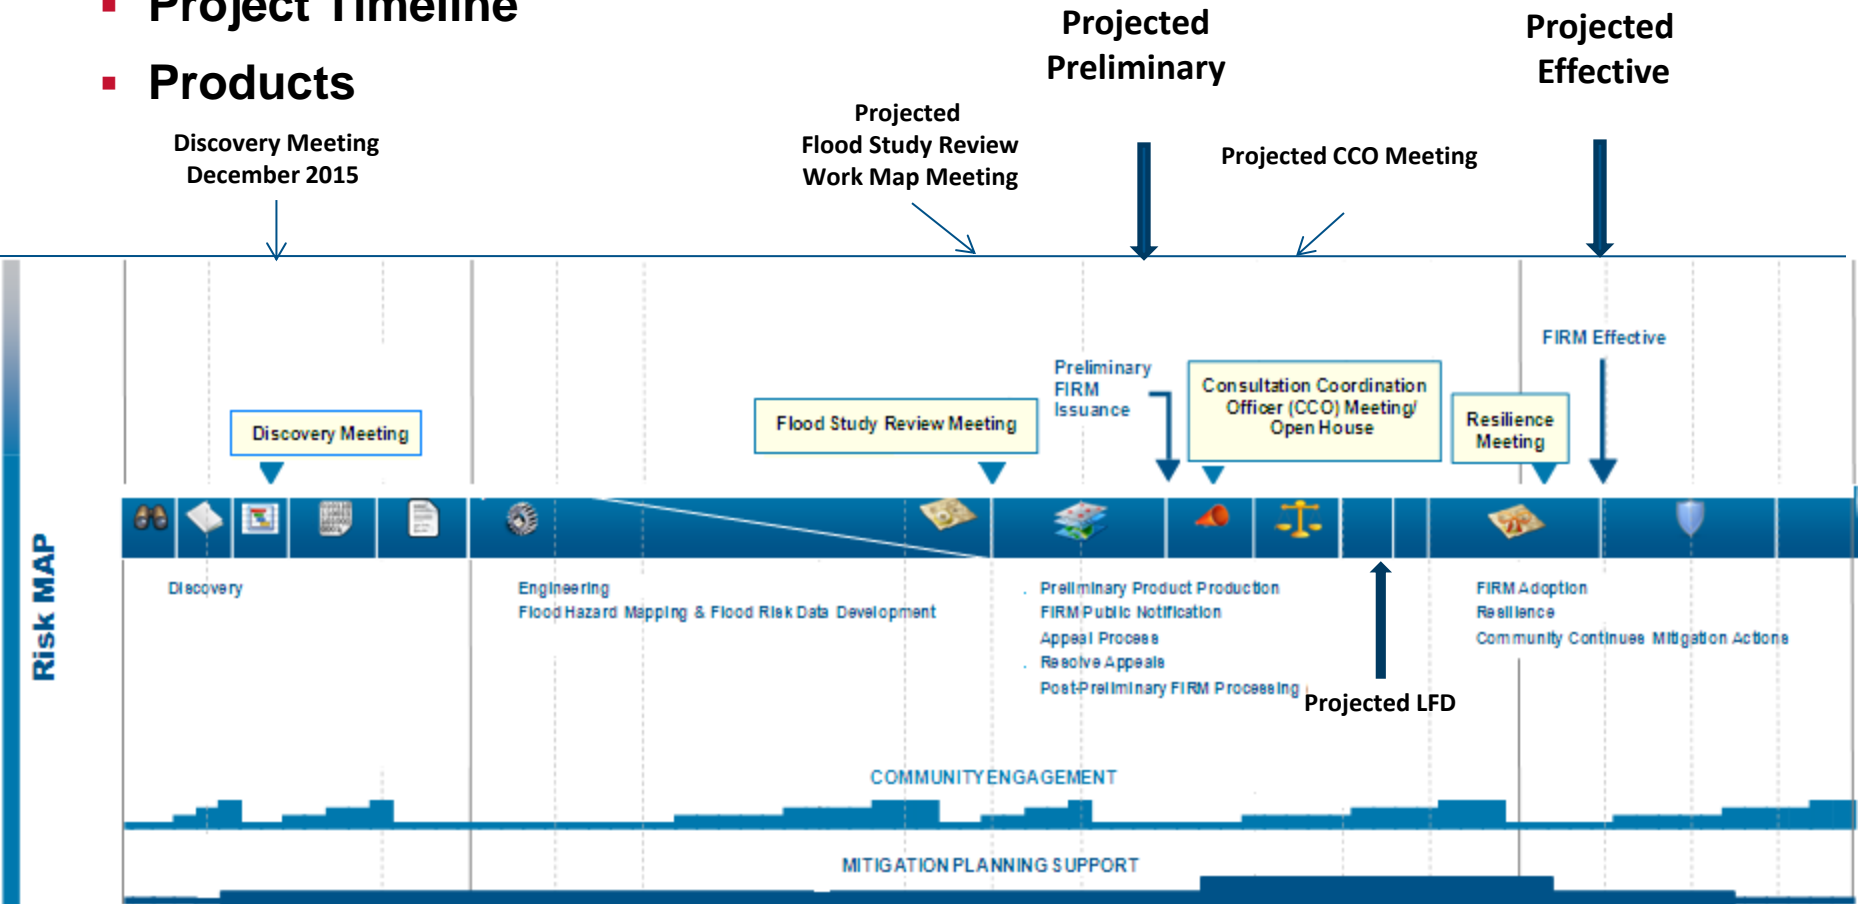 Project Timeline
Products
Projected
Preliminary
Projected
Effective
Discovery Meeting
December 2015
Projected
Flood Study Review
Work Map Meeting
Projected CCO Meeting
FIRM Effective
Preliminary
FIRM
Issuance
Discovery Meeting
Flood Study Review Meeting
Consultation Coordination
Officer (CCO) Meeting/
Open House
Resilience
Meeting
Risk MAP
Discovery
Engineering
Flood Hazard Mapping & Flood Risk Data Development
Preliminary Product Production
FIRM Public Notification
Appeal Process
Resolve Appeals
Post-Preliminary FIRM Processing
FIRM Adoption
Resilience
Community Continues Mitigation Actions
Projected LFD
COMMUNITY ENGAGEMENT
MITIGATION PLANNING SUPPORT